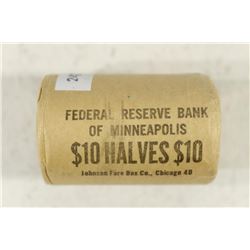 FEDERAL RESERVE BANK
OF MINNEAPOLIS
$10 HALVES $10
Johnson Fare Box Co., Chicago 40